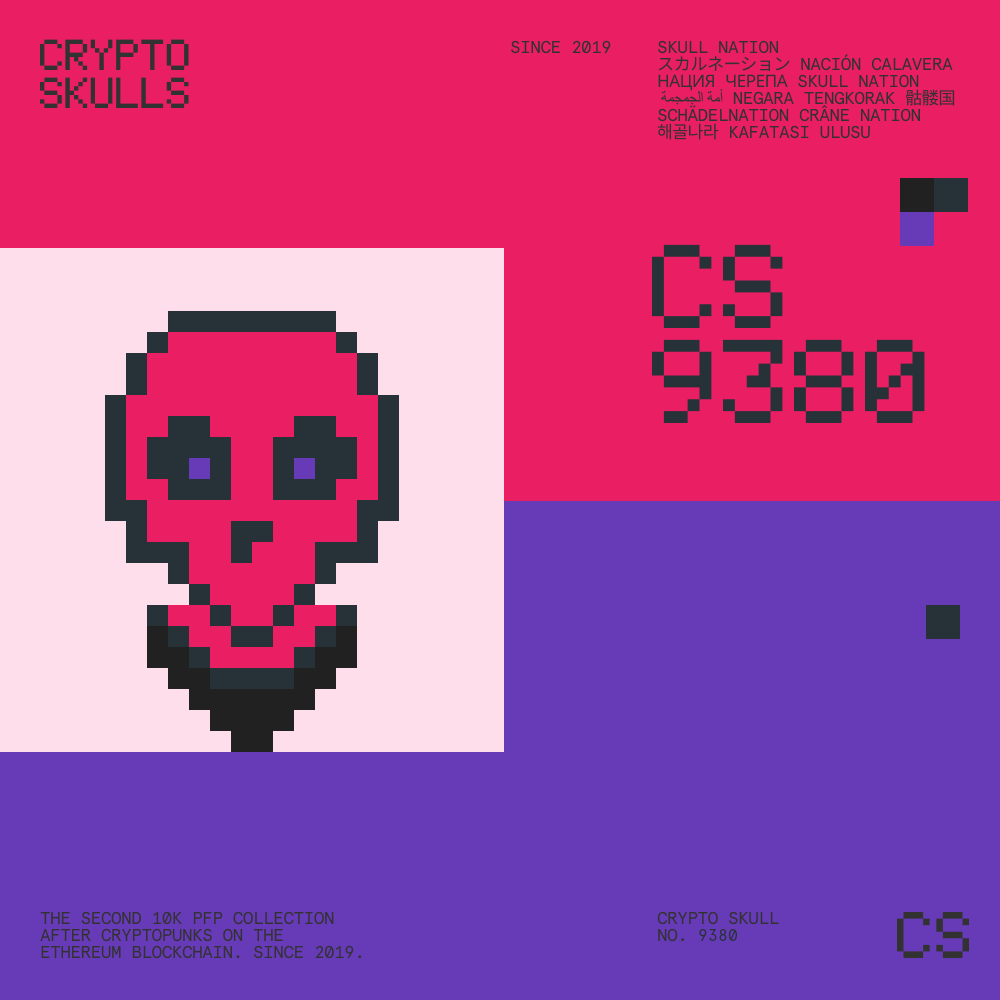 CRYPTO
SKULLS
SINCE 2019
SKULL NATION
スカルネーション NACIÓN CALAVERA
НАЦИЯ ЧЕРЕПА SKULL NATION
أمة الجمجمة NEGARA TENGKORAK 骷髅国
SCHÄDELNATION CRÂNE NATION
해골나라 KAFATASI ULUSU
CS
9380
THE SECOND 10K PFP COLLECTION
AFTER CRYPTOPUNKS ON THE
ETHEREUM BLOCKCHAIN. SINCE 2019.
CRYPTO SKULL
NO. 9380
CS